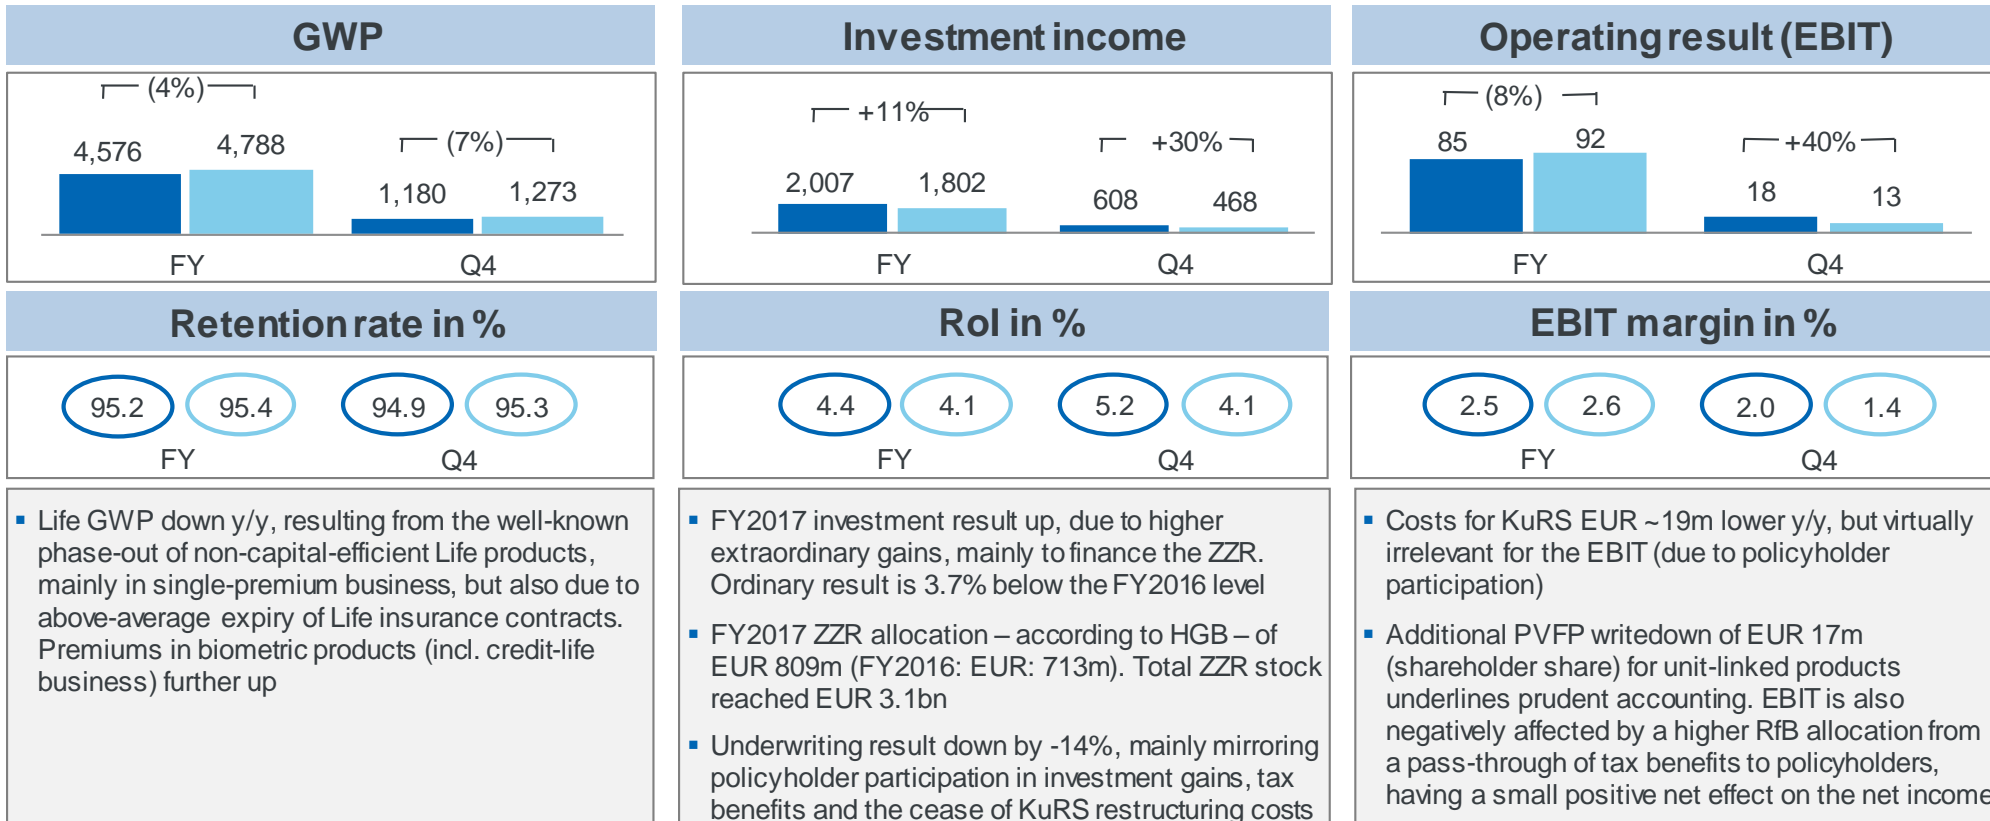 GWP
(4%)
4,576
4,788
(7%)
1,180
1,273
FY
Q4
Investment income
+11%
2,007
1,802
+30%
608
468
FY
Q4
Operating result (EBIT)
(8%)
85
92
+40%
18
13
FY
Q4
Retention rate in %
95.2
95.4
94.9
95.3
FY
Q4
RoI in %
4.4
4.1
5.2
4.1
FY
Q4
EBIT margin in %
2.5
2.6
2.0
1.4
FY
Q4
▪ Life GWP down y/y, resulting from the well-known
phase-out of non-capital-efficient Life products,
mainly in single-premium business, but also due to
above-average expiry of Life insurance contracts.
Premiums in biometric products (incl. credit-life
business) further up
▪ FY2017 investment result up, due to higher
extraordinary gains, mainly to finance the ZZR.
Ordinary result is 3.7% below the FY2016 level
▪ FY2017 ZZR allocation – according to HGB – of
EUR 809m (FY2016: EUR: 713m). Total ZZR stock
reached EUR 3.1bn
▪ Underwriting result down by -14%, mainly mirroring
policyholder participation in investment gains, tax
benefits and the cease of KuRS restructuring costs
▪ Costs for KuRS EUR ~19m lower y/y, but virtually
irrelevant for the EBIT (due to policyholder
participation)
▪ Additional PVFP writedown of EUR 17m
(shareholder share) for unit-linked products
underlines prudent accounting. EBIT is also
negatively affected by a higher RfB allocation from
a pass-through of tax benefits to policyholders,
having a small positive net effect on the net income